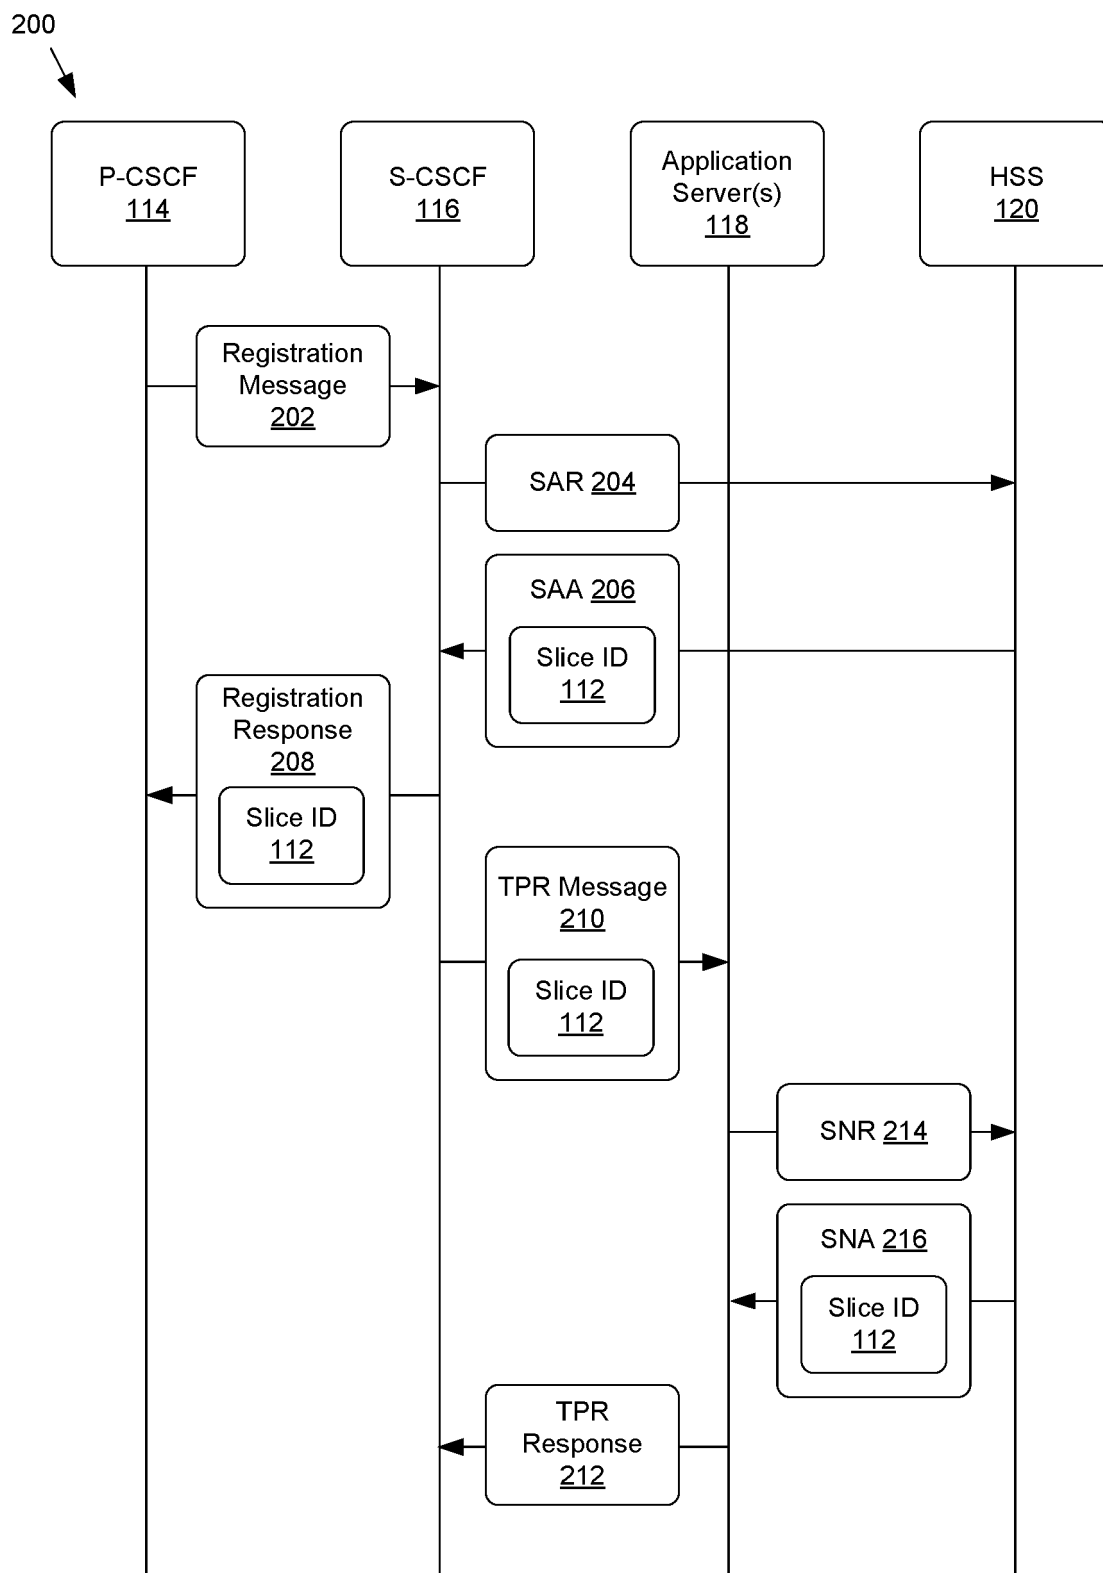 200
P-CSCF
114
S-CSCF
116
Application
Server(s)
118
HSS
120
Registration
Message
202
SAR 204
SAA 206
Slice ID
112
Registration
Response
208
Slice ID
112
TPR Message
210
Slice ID
112
SNR 214
SNA 216
Slice ID
112
TPR
Response
212